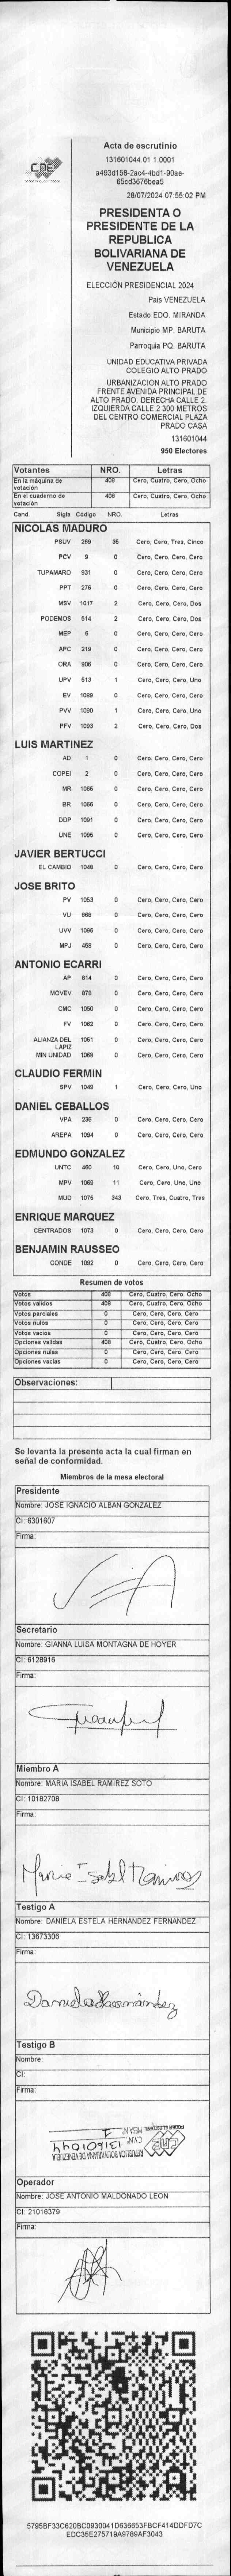 CNE
Acta de escrutinio
131601044.01.1.0001
a493d158-2ac4-4bd1-90ae-
65cd3676bea5
28/07/2024 07:55:02 PM
PRESIDENTA O
PRESIDENTE DE LA
REPUBLICA
BOLIVARIANA DE
VENEZUELA
ELECCIÓN PRESIDENCIAL 2024
Pais VENEZUELA
Estado EDO. MIRANDA
Municipio MP. BARUTA
Parroquia PQ. BARUTA
UNIDAD EDUCATIVA PRIVADA
COLEGIO ALTO PRADO
URBANIZACION ALTO PRADO
FRENTE AVENIDA PRINCIPAL DE
ALTO PRADO. DERECHA CALLE 2.
IZQUIERDA CALLE 2 300 METROS
DEL CENTRO COMERCIAL PLAZA
PRADO CASA
131601044
950 Electores
Votantes NRO. Letras
En la máquina de votación 408 Cero, Cuatro, Cero, Ocho
En el cuaderno de votación 408 Cero, Cuatro, Cero, Ocho
Cand. Sigla Código NRO. Letras
NICOLAS MADURO
PSUV 269 35 Cero, Cero, Tres, Cinco
PCV 9 0 Cero, Cero, Cero, Cero
TUPAMARO 931 0 Cero, Cero, Cero, Cero
PPT 276 0 Cero, Cero, Cero, Cero
MSV 1017 2 Cero, Cero, Cero, Dos
PODEMOS 514 2 Cero, Cero, Cero, Dos
MEP 6 0 Cero, Cero, Cero, Cero
APC 219 0 Cero, Cero, Cero, Cero
ORA 906 0 Cero, Cero, Cero, Cero
UPV 513 1 Cero, Cero, Cero, Uno
EV 1089 0 Cero, Cero, Cero, Cero
PVV 1090 1 Cero, Cero, Cero, Uno
PFV 1093 2 Cero, Cero, Cero, Dos
LUIS MARTINEZ
AD 1 0 Cero, Cero, Cero, Cero
COPEI 2 0 Cero, Cero, Cero, Cero
MR 1065 0 Cero, Cero, Cero, Cero
BR 1066 0 Cero, Cero, Cero, Cero
DDP 1091 0 Cero, Cero, Cero, Cero
UNE 1095 0 Cero, Cero, Cero, Cero
JAVIER BERTUCCI
EL CAMBIO 1046 0 Cero, Cero, Cero, Cero
JOSE BRITO
PV 1053 0 Cero, Cero, Cero, Cero
VU 868 0 Cero, Cero, Cero, Cero
UVV 1096 0 Cero, Cero, Cero, Cero
MPJ 458 0 Cero, Cero, Cero, Cero
ANTONIO ECARRI
AP 814 0 Cero, Cero, Cero, Cero
MOVEV 878 0 Cero, Cero, Cero, Cero
CMC 1050 0 Cero, Cero, Cero, Cero
FV 1062 0 Cero, Cero, Cero, Cero
ALIANZA DEL LAPIZ 1051 0 Cero, Cero, Cero, Cero
MIN UNIDAD 1068 0 Cero, Cero, Cero, Cero
CLAUDIO FERMIN
SPV 1049 1 Cero, Cero, Cero, Uno
DANIEL CEBALLOS
VPA 236 0 Cero, Cero, Cero, Cero
AREPA 1094 0 Cero, Cero, Cero, Cero
EDMUNDO GONZALEZ
UNTC 460 10 Cero, Cero, Uno, Cero
MPV 1069 11 Cero, Cero, Uno, Uno
MUD 1075 343 Cero, Tres, Cuatro, Tres
ENRIQUE MARQUEZ
CENTRADOS 1073 0 Cero, Cero, Cero, Cero
BENJAMIN RAUSSEO
CONDE 1092 0 Cero, Cero, Cero, Cero
Resumen de votos
Votos 408 Cero, Cuatro, Cero, Ocho
Votos validos 408 Cero, Cuatro, Cero, Ocho
Votos parciales 0 Cero, Cero, Cero, Cero
Votos nulos 0 Cero, Cero, Cero, Cero
Votos vacios 0 Cero, Cero, Cero, Cero
Opciones validas 408 Cero, Cuatro, Cero, Ocho
Opciones nulas 0 Cero, Cero, Cero, Cero
Opciones vacias 0 Cero, Cero, Cero, Cero
Observaciones:
Se levanta la presente acta la cual firman en
señal de conformidad.
Miembros de la mesa electoral
Presidente
Nombre: JOSE IGNACIO ALBAN GONZALEZ
CI: 6301607
Firma:
Secretario
Nombre: GIANNA LUISA MONTAGNA DE HOYER
CI: 6128916
Firma:
Miembro A
Nombre: MARIA ISABEL RAMIREZ SOTO
CI: 10182708
Firma:
Maria Isabel Ramirez
Testigo A
Nombre: DANIELA ESTELA HERNANDEZ FERNANDEZ
CI: 13673306
Firma:
Daniela Hernández
Testigo B
Nombre:
CI:
Firma:
REPUBLICA BOLIVARIANA DE VENEZUELA
CNE
PODER ELECTORAL
C.V.N° 131601044
MESA N° 1
Operador
Nombre: JOSE ANTONIO MALDONADO LEON
CI: 21016379
Firma:
5795BF33C620BC0930041D636653FBCF414DDFD7C
EDC35E275719A9789AF3043